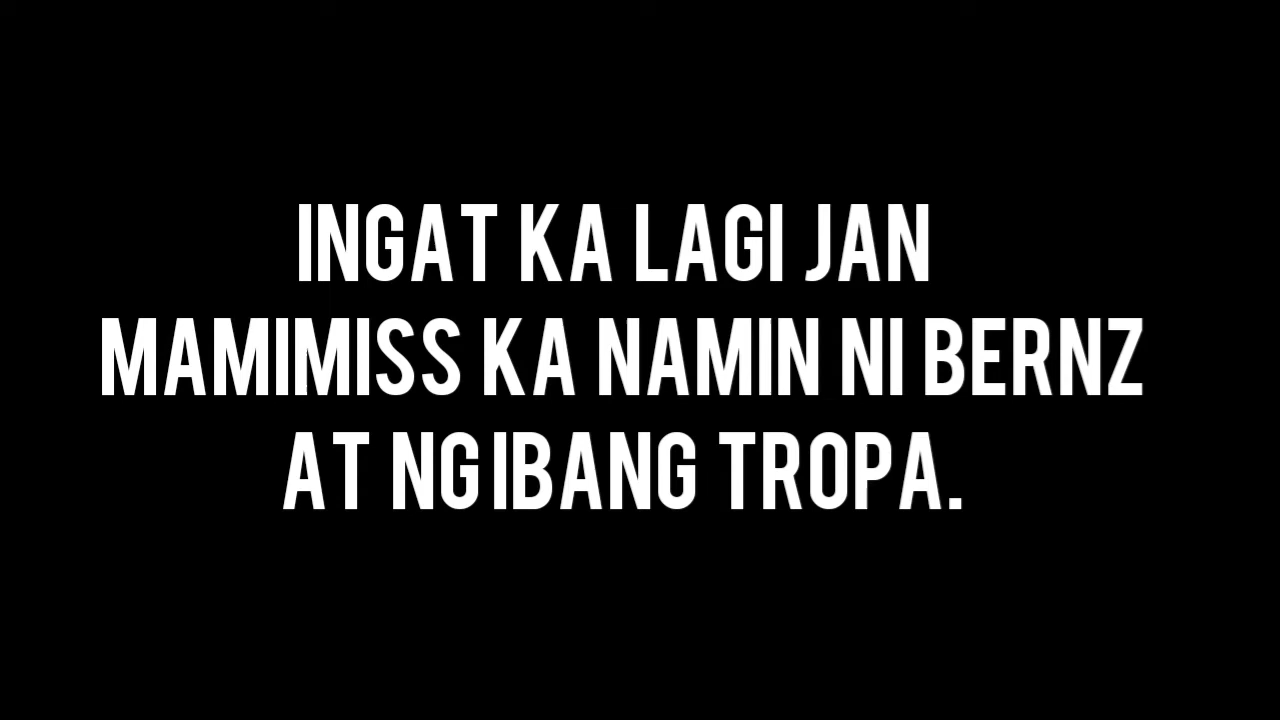 INGAT KA LAGI JAN
MAMIMISS KA NAMIN NI BERNZ
AT NG IBANG TROPA.